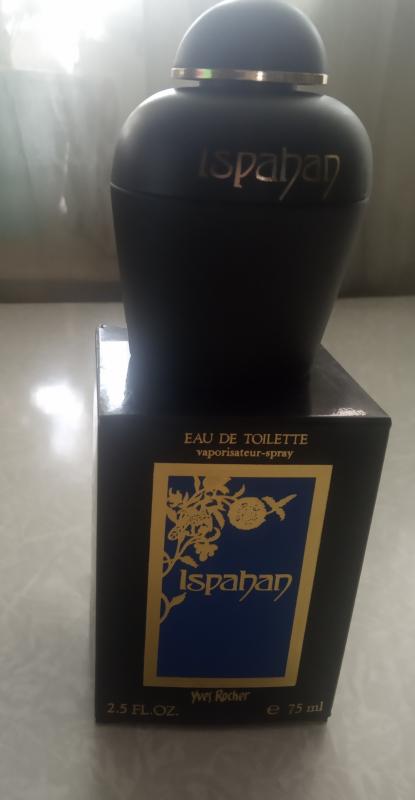 Ispahan
EAU DE TOILETTE
vaporisateur-spray
Ispahan
Yves Rocher
2.5 FL.OZ. ℮ 75 ml